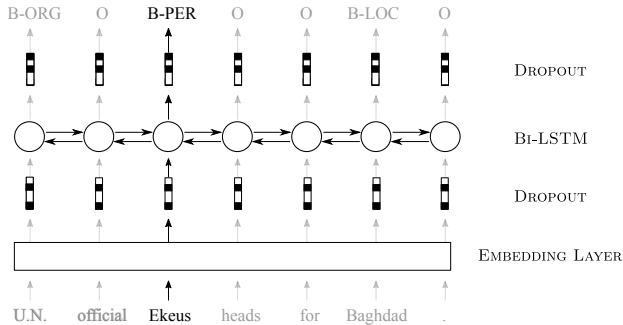 B-ORG O B-PER O O B-LOC O
DROPOUT
BI-LSTM
DROPOUT
EMBEDDING LAYER
U.N. official Ekeus heads for Baghdad .